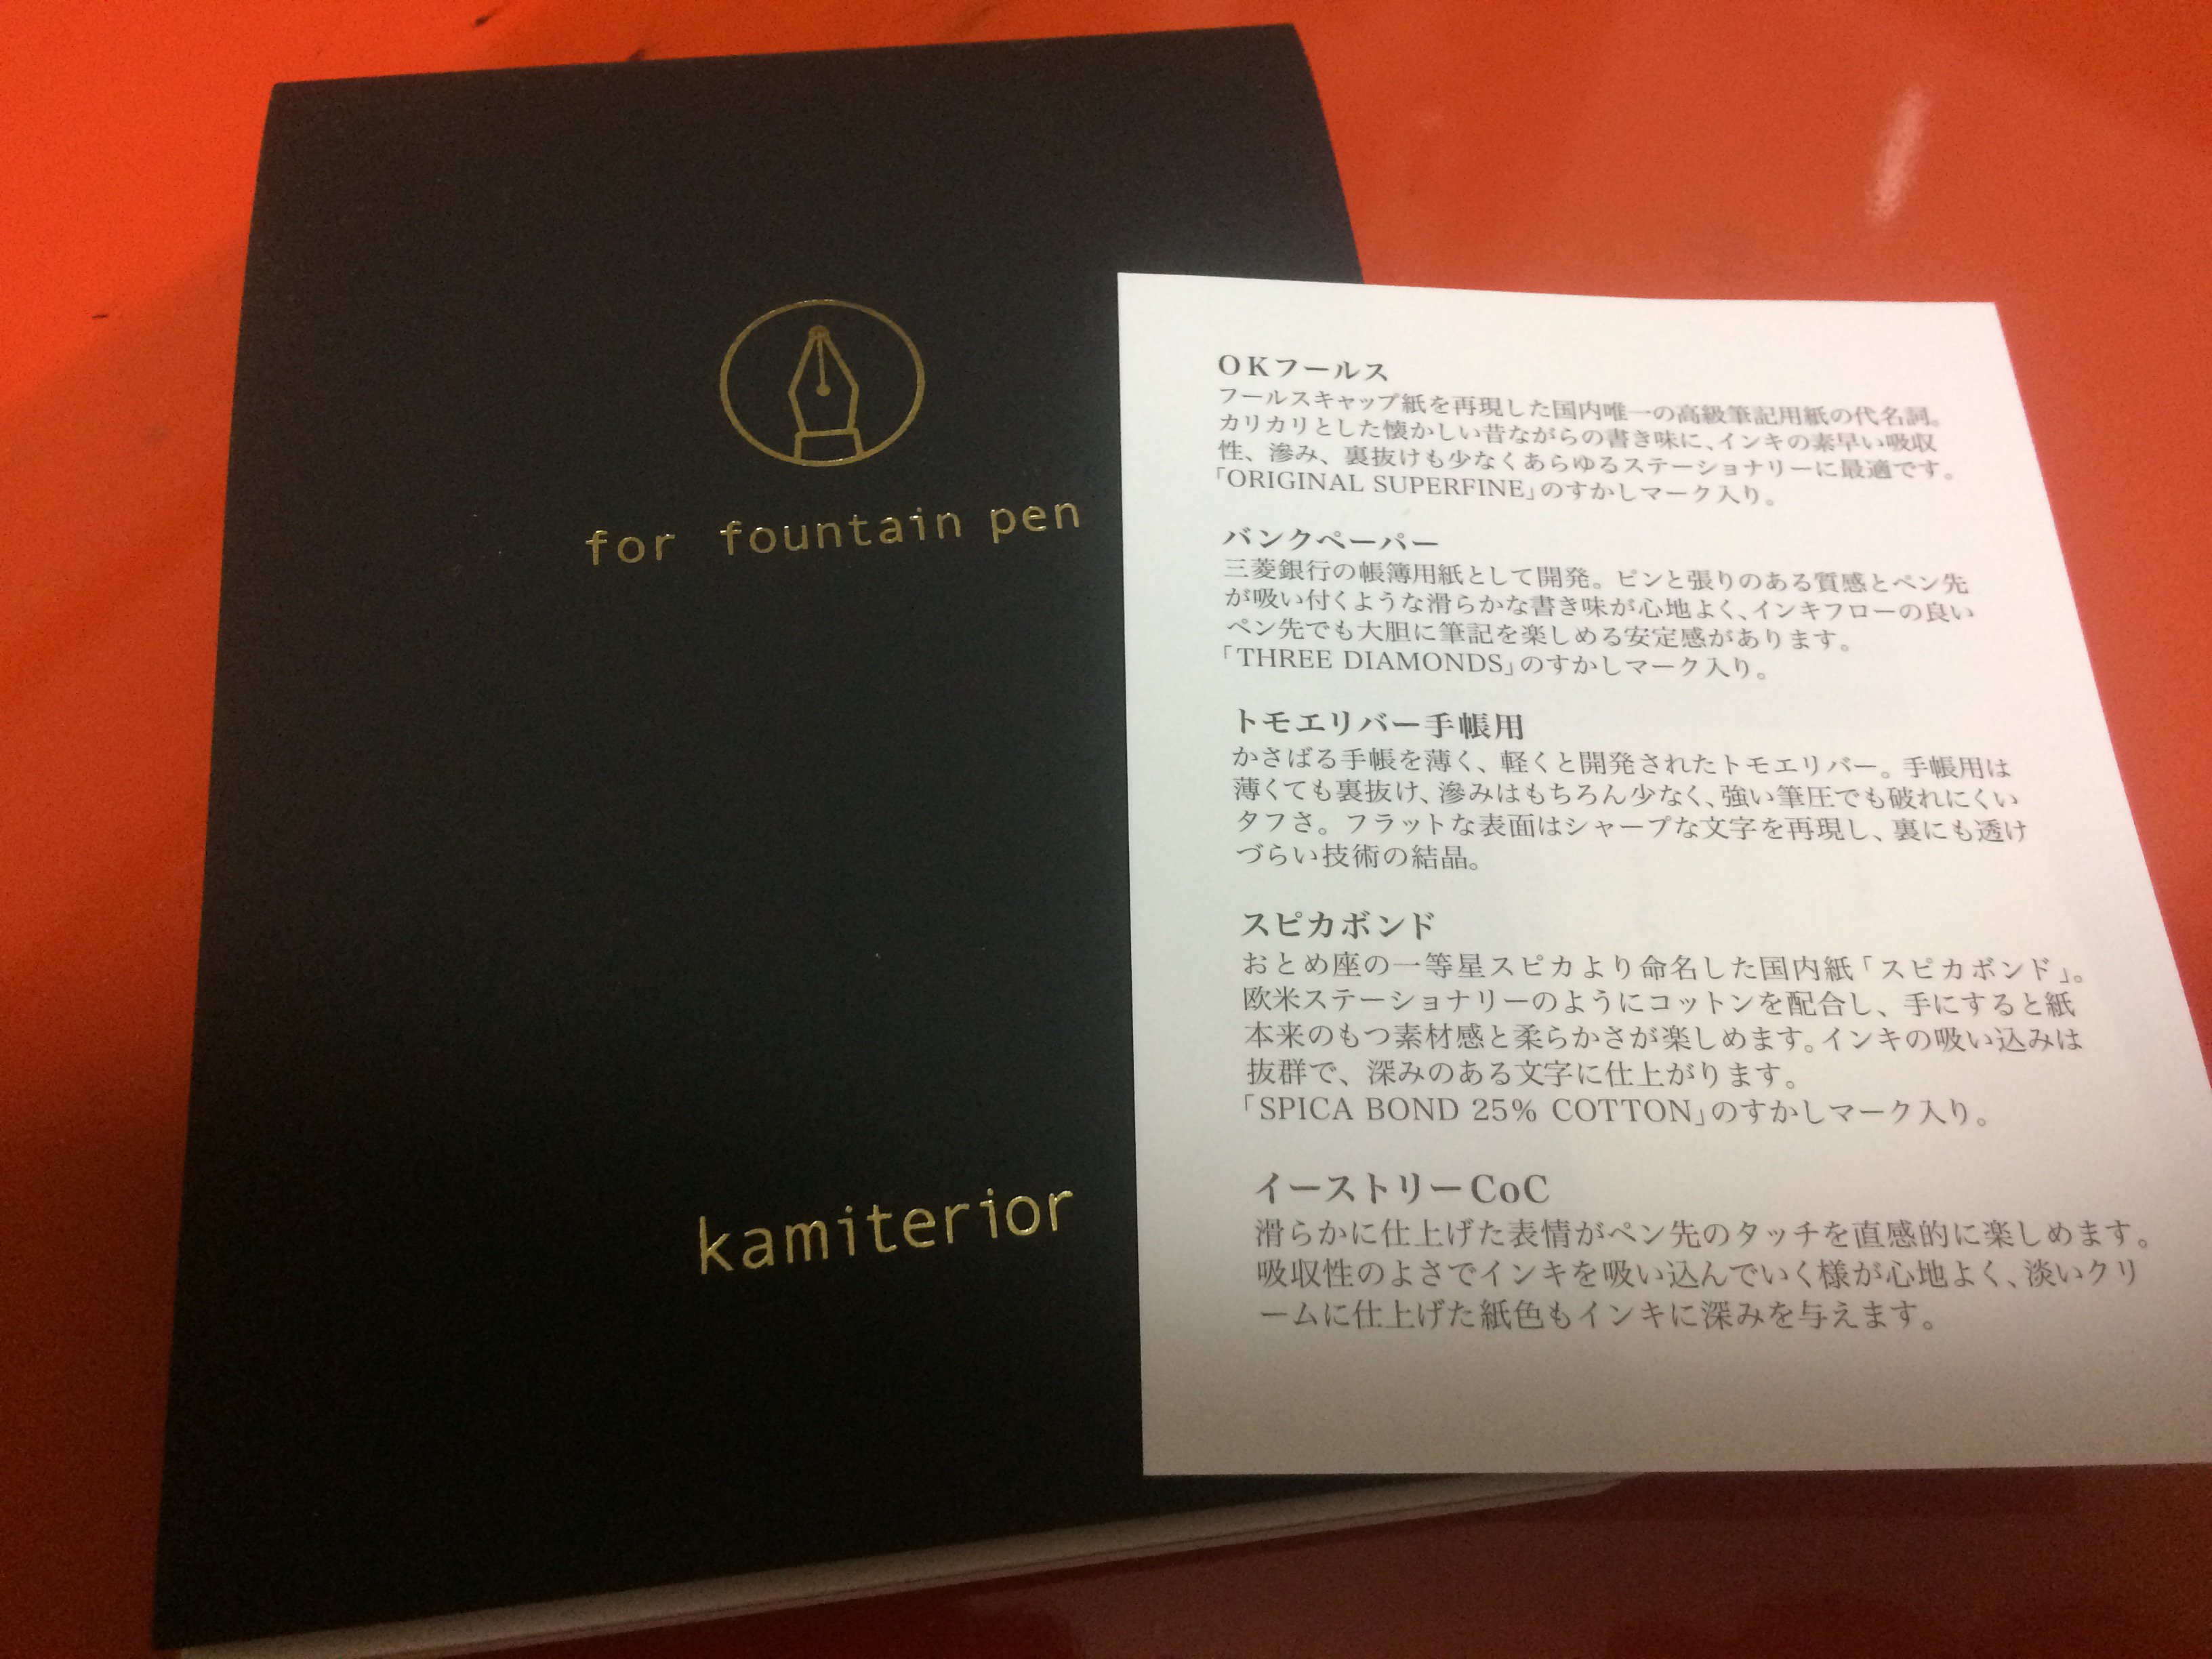 for fountain pen
kamiterior
OKフールス
フールスキャップ紙を再現した国内唯一の高級筆記用紙の代名詞。
カリカリとした懐かしい昔ながらの書き味に、インキの素早い吸収
性、滲み、裏抜けも少なくあらゆるステーショナリーに最適です。
「ORIGINAL SUPERFINE」のすかしマーク入り。
バンクペーパー
三菱銀行の帳簿用紙として開発。ピンと張りのある質感とペン先
が吸い付くような滑らかな書き味が心地よく、インキフローの良い
ペン先でも大胆に筆記を楽しめる安定感があります。
「THREE DIAMONDS」のすかしマーク入り。
トモエリバー手帳用
かさばる手帳を薄く、軽くと開発されたトモエリバー。手帳用は
薄くても裏抜け、滲みはもちろん少なく、強い筆圧でも破れにくい
タフさ。フラットな表面はシャープな文字を再現し、裏にも透け
づらい技術の結晶。
スピカボンド
おとめ座の一等星スピカより命名した国内紙「スピカボンド」。
欧米ステーショナリーのようにコットンを配合し、手にすると紙
本来のもつ素材感と柔らかさが楽しめます。インキの吸い込みは
抜群で、深みのある文字に仕上がります。
「SPICA BOND 25% COTTON」のすかしマーク入り。
イーストリーCoC
滑らかに仕上げた表情がペン先のタッチを直感的に楽しめます。
吸収性のよさでインキを吸い込んでいく様が心地よく、淡いクリ
ームに仕上げた紙色もインキに深みを与えます。